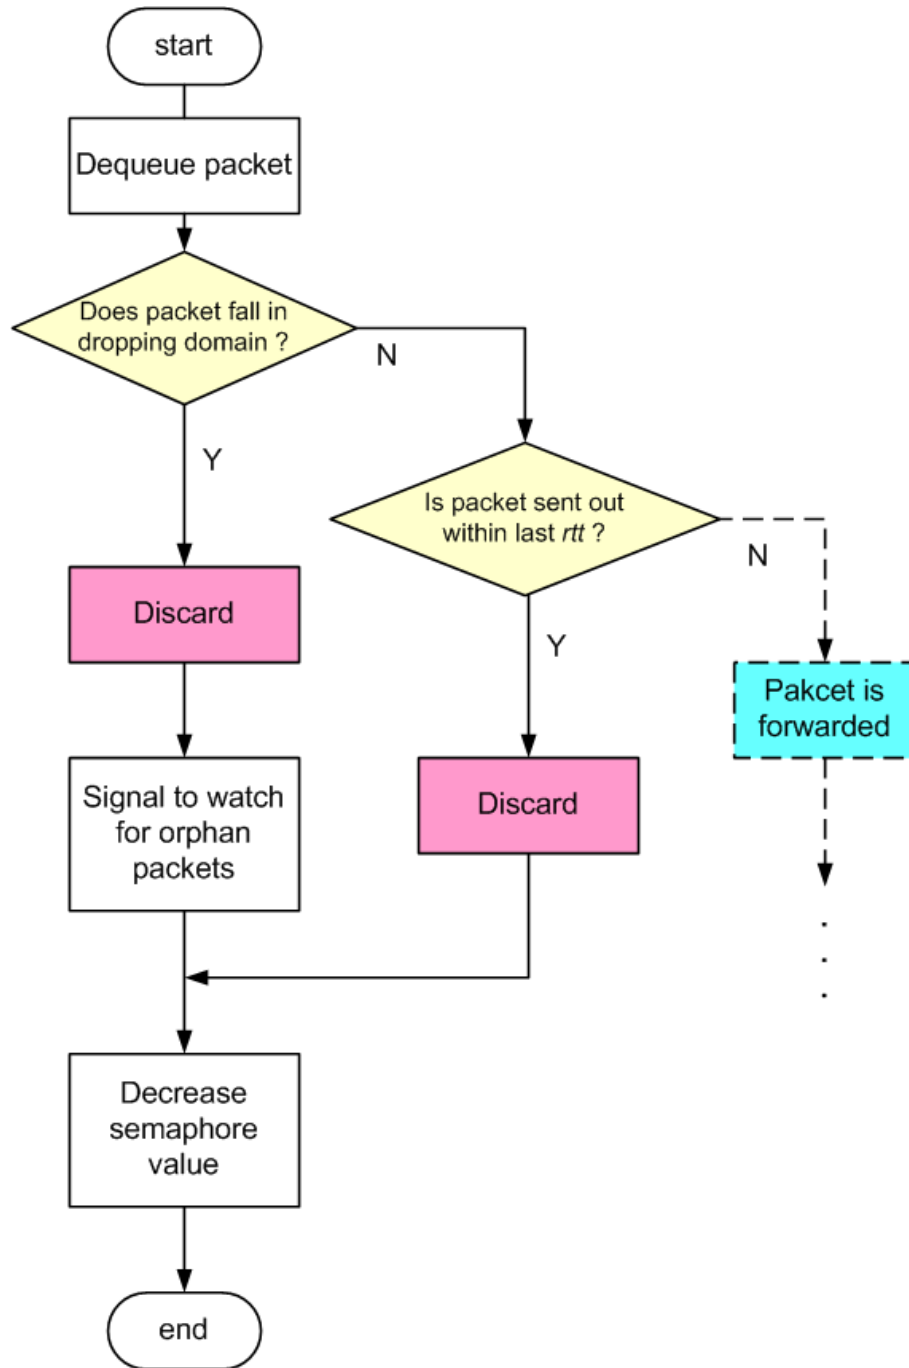 start
Dequeue packet
Does packet fall in
dropping domain ?
N
Y
Is packet sent out
within last rtt ?
N
Discard
Y
Pakcet is
forwarded
Signal to watch
for orphan
packets
Discard
.
.
.
Decrease
semaphore
value
end